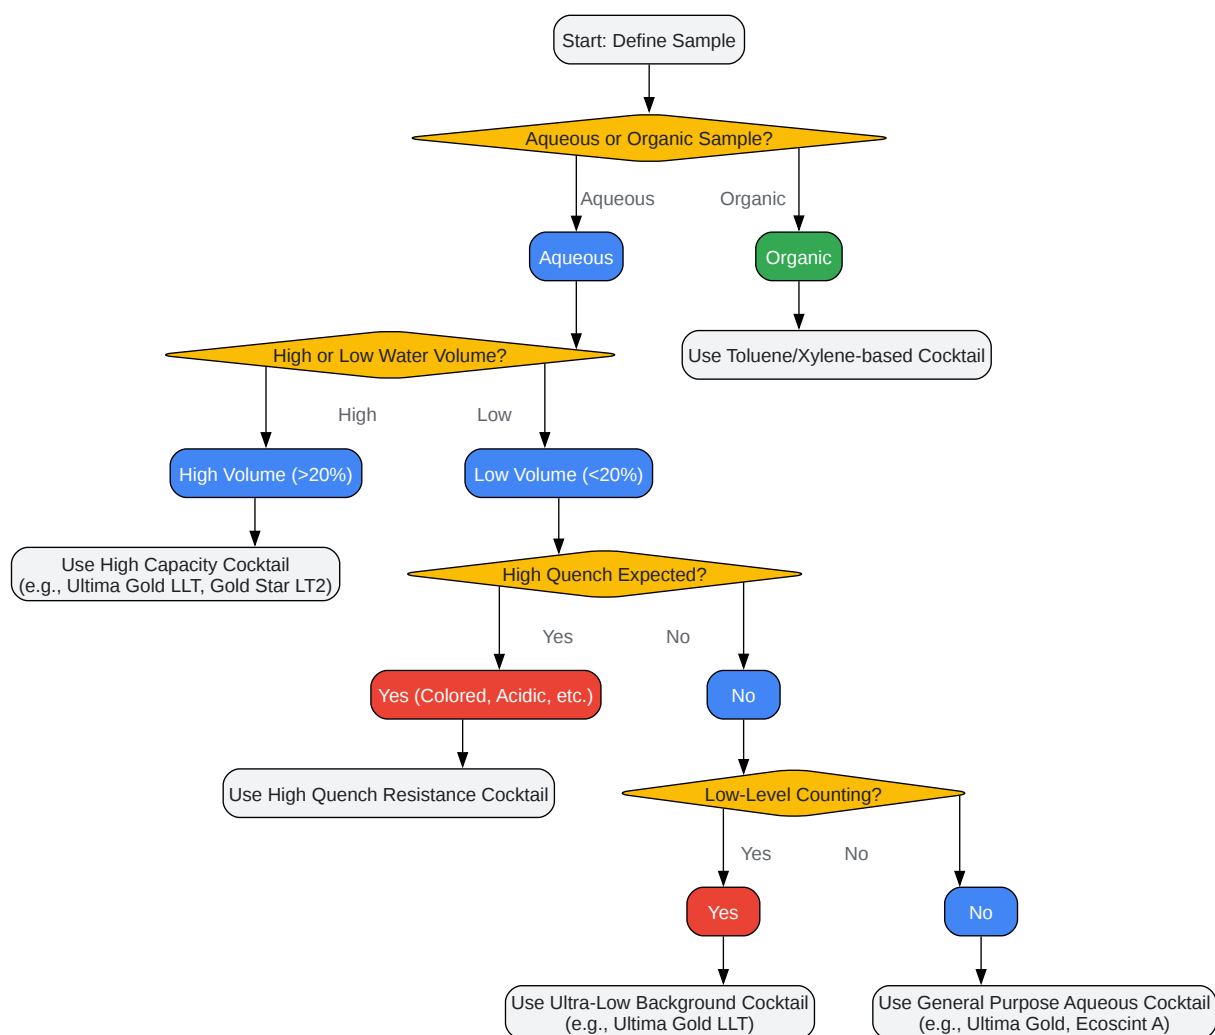 Start: Define Sample
Aqueous or Organic Sample?
Aqueous
Organic
Aqueous
Organic
High or Low Water Volume?
Use Toluene/Xylene-based Cocktail
High
Low
High Volume (>20%)
Low Volume (<20%)
Use High Capacity Cocktail
(e.g., Ultima Gold LLT, Gold Star LT2)
High Quench Expected?
Yes
No
Yes (Colored, Acidic, etc.)
No
Use High Quench Resistance Cocktail
Low-Level Counting?
Yes
No
Yes
No
Use Ultra-Low Background Cocktail
(e.g., Ultima Gold LLT)
Use General Purpose Aqueous Cocktail
(e.g., Ultima Gold, Ecoscint A)